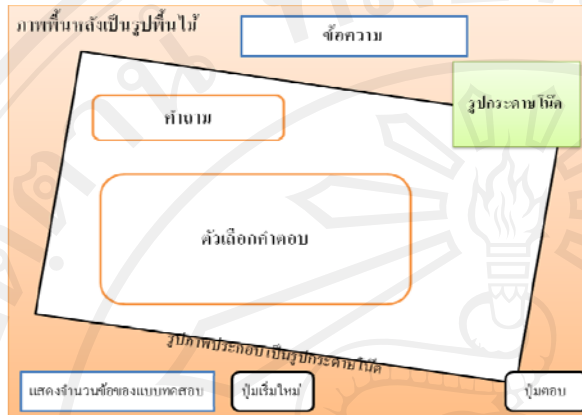 ภาพพื้นหลังเป็นรูปพื้นไม้
ข้อความ
รูปกระดาษโน๊ต
คำถาม
ตัวเลือกคำตอบ
รูปภาพประกอบเป็นรูปกระดาษโน๊ต
แสดงจำนวนข้อของแบบทดสอบ
ปุ่มเริ่มใหม่
ปุ่มตอบ